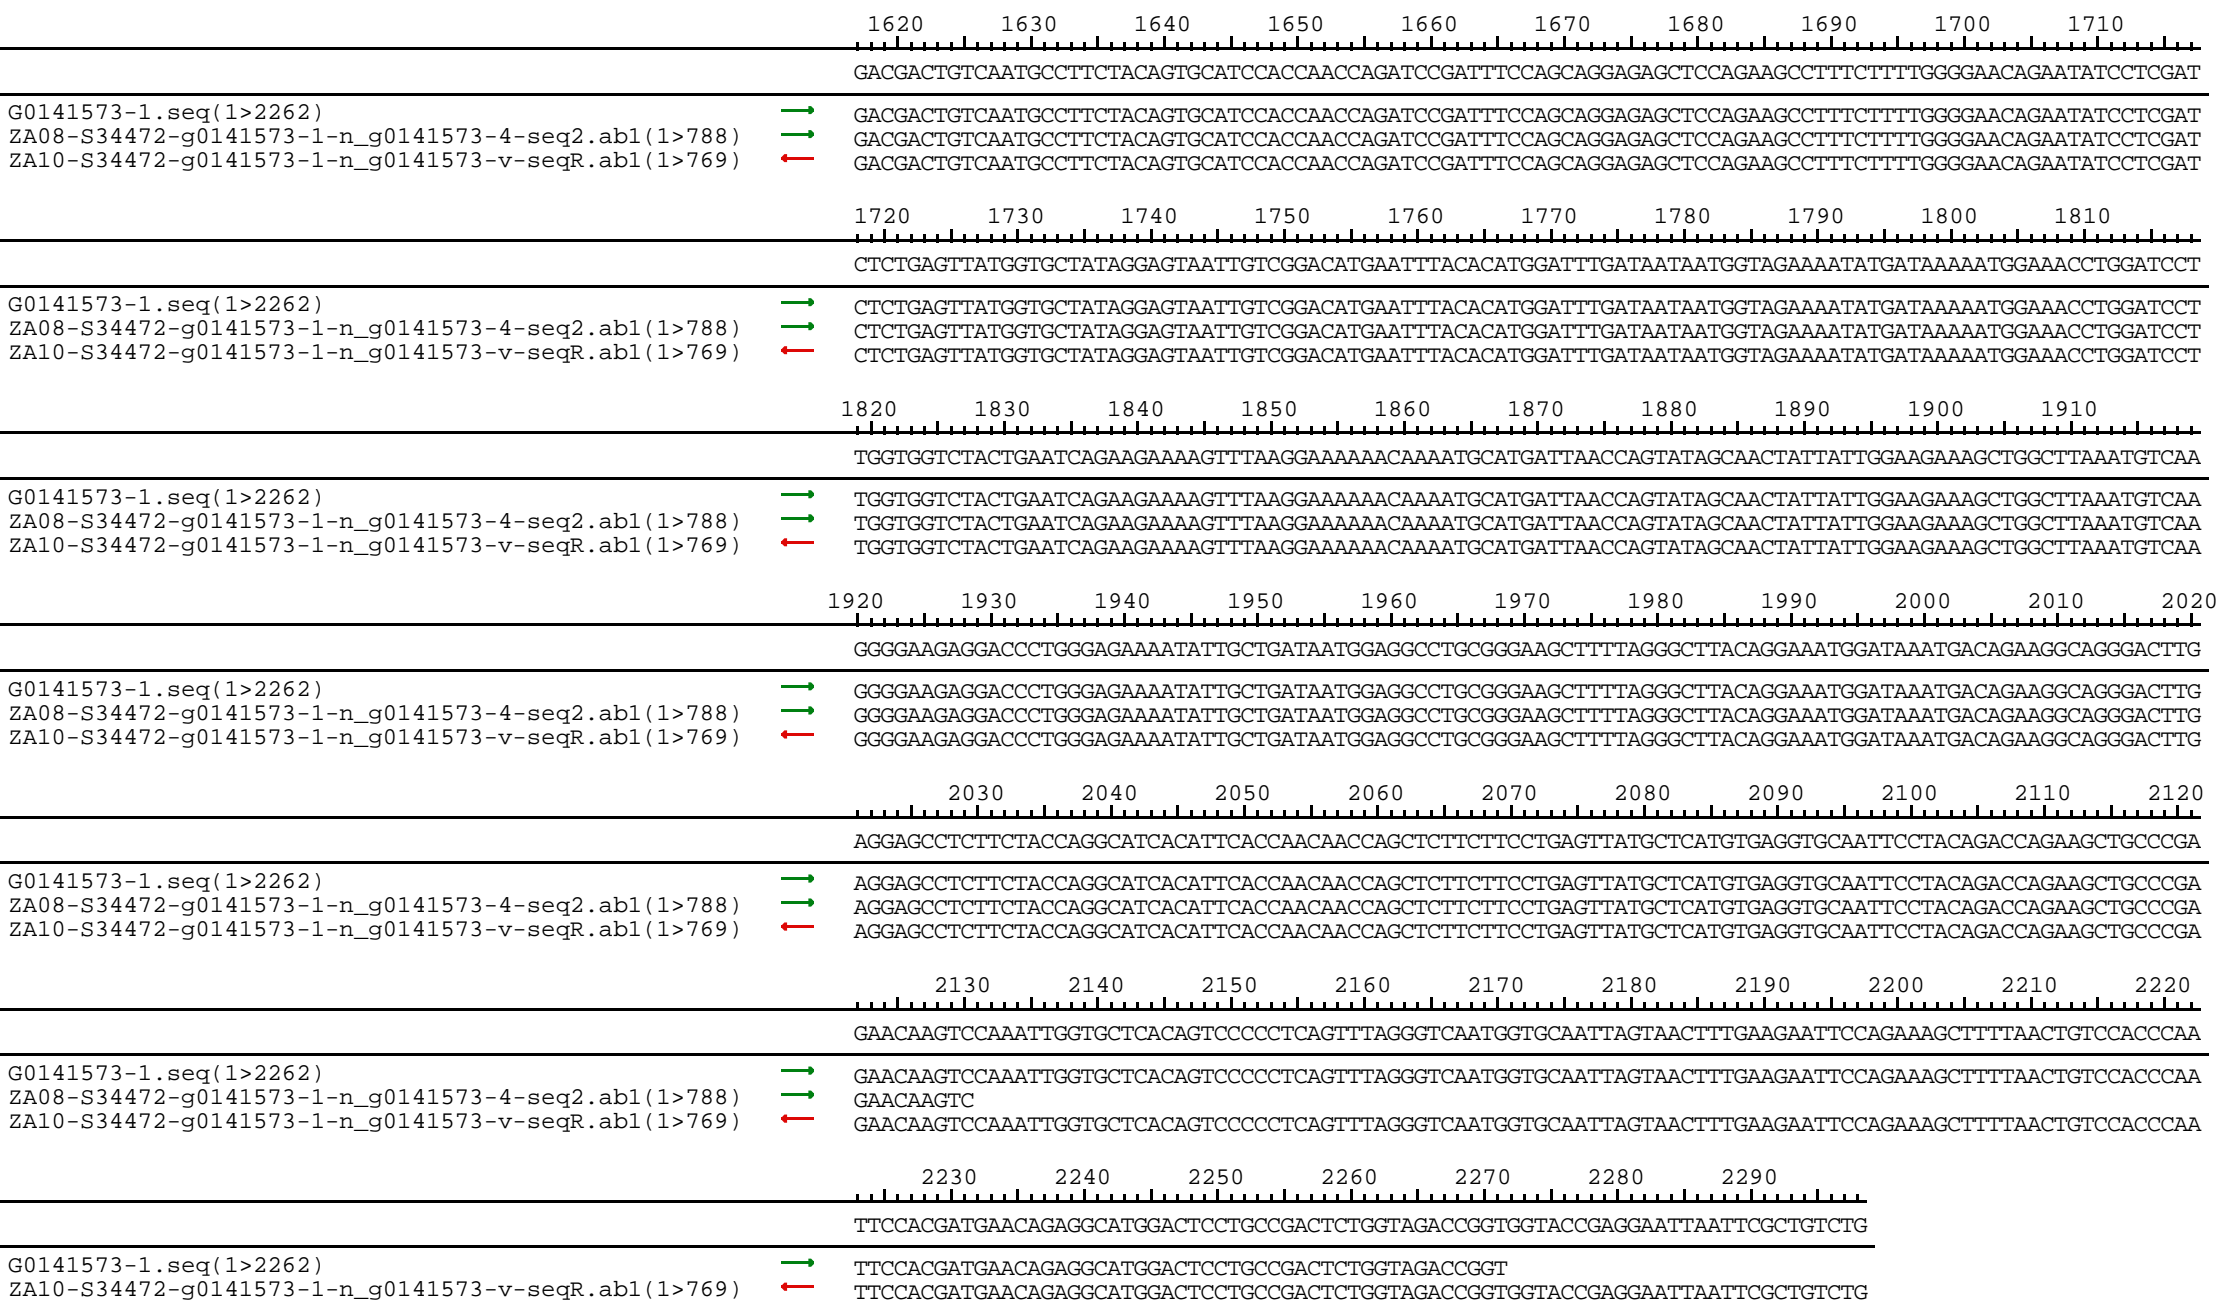 1620 1630 1640 1650 1660 1670 1680 1690 1700 1710
GACGACTGTCAATGCCTTCTACAGTGCATCCACCAACCAGATCCGATTTCCAGCAGGAGAGCTCCAGAAGCCTTTCTTTTGGGGAACAGAATATCCTCGAT
G0141573-1.seq(1>2262) GACGACTGTCAATGCCTTCTACAGTGCATCCACCAACCAGATCCGATTTCCAGCAGGAGAGCTCCAGAAGCCTTTCTTTTGGGGAACAGAATATCCTCGAT
ZA08-S34472-g0141573-1-n_g0141573-4-seq2.ab1(1>788) GACGACTGTCAATGCCTTCTACAGTGCATCCACCAACCAGATCCGATTTCCAGCAGGAGAGCTCCAGAAGCCTTTCTTTTGGGGAACAGAATATCCTCGAT
ZA10-S34472-g0141573-1-n_g0141573-v-seqR.ab1(1>769) GACGACTGTCAATGCCTTCTACAGTGCATCCACCAACCAGATCCGATTTCCAGCAGGAGAGCTCCAGAAGCCTTTCTTTTGGGGAACAGAATATCCTCGAT
1720 1730 1740 1750 1760 1770 1780 1790 1800 1810
CTCTGAGTTATGGTGCTATAGGAGTAATTGTCGGACATGAATTTACACATGGATTTGATAATAATGGTAGAAAATATGATAAAAATGGAAACCTGGATCCT
G0141573-1.seq(1>2262) CTCTGAGTTATGGTGCTATAGGAGTAATTGTCGGACATGAATTTACACATGGATTTGATAATAATGGTAGAAAATATGATAAAAATGGAAACCTGGATCCT
ZA08-S34472-g0141573-1-n_g0141573-4-seq2.ab1(1>788) CTCTGAGTTATGGTGCTATAGGAGTAATTGTCGGACATGAATTTACACATGGATTTGATAATAATGGTAGAAAATATGATAAAAATGGAAACCTGGATCCT
ZA10-S34472-g0141573-1-n_g0141573-v-seqR.ab1(1>769) CTCTGAGTTATGGTGCTATAGGAGTAATTGTCGGACATGAATTTACACATGGATTTGATAATAATGGTAGAAAATATGATAAAAATGGAAACCTGGATCCT
1820 1830 1840 1850 1860 1870 1880 1890 1900 1910
TGGTGGTCTACTGAATCAGAAGAAAAGTTTAAGGAAAAAACAAAATGCATGATTAACCAGTATAGCAACTATTATTGGAAGAAAGCTGGCTTAAATGTCAA
G0141573-1.seq(1>2262) TGGTGGTCTACTGAATCAGAAGAAAAGTTTAAGGAAAAAACAAAATGCATGATTAACCAGTATAGCAACTATTATTGGAAGAAAGCTGGCTTAAATGTCAA
ZA08-S34472-g0141573-1-n_g0141573-4-seq2.ab1(1>788) TGGTGGTCTACTGAATCAGAAGAAAAGTTTAAGGAAAAAACAAAATGCATGATTAACCAGTATAGCAACTATTATTGGAAGAAAGCTGGCTTAAATGTCAA
ZA10-S34472-g0141573-1-n_g0141573-v-seqR.ab1(1>769) TGGTGGTCTACTGAATCAGAAGAAAAGTTTAAGGAAAAAACAAAATGCATGATTAACCAGTATAGCAACTATTATTGGAAGAAAGCTGGCTTAAATGTCAA
1920 1930 1940 1950 1960 1970 1980 1990 2000 2010 2020
GGGGAAGAGGACCCTGGGAGAAAATATTGCTGATAATGGAGGCCTGCGGGAAGCTTTTAGGGCTTACAGGAAATGGATAAATGACAGAAGGCAGGGACTTG
G0141573-1.seq(1>2262) GGGGAAGAGGACCCTGGGAGAAAATATTGCTGATAATGGAGGCCTGCGGGAAGCTTTTAGGGCTTACAGGAAATGGATAAATGACAGAAGGCAGGGACTTG
ZA08-S34472-g0141573-1-n_g0141573-4-seq2.ab1(1>788) GGGGAAGAGGACCCTGGGAGAAAATATTGCTGATAATGGAGGCCTGCGGGAAGCTTTTAGGGCTTACAGGAAATGGATAAATGACAGAAGGCAGGGACTTG
ZA10-S34472-g0141573-1-n_g0141573-v-seqR.ab1(1>769) GGGGAAGAGGACCCTGGGAGAAAATATTGCTGATAATGGAGGCCTGCGGGAAGCTTTTAGGGCTTACAGGAAATGGATAAATGACAGAAGGCAGGGACTTG
2030 2040 2050 2060 2070 2080 2090 2100 2110 2120
AGGAGCCTCTTCTACCAGGCATCACATTCACCAACAACCAGCTCTTCTTCCTGAGTTATGCTCATGTGAGGTGCAATTCCTACAGACCAGAAGCTGCCCGA
G0141573-1.seq(1>2262) AGGAGCCTCTTCTACCAGGCATCACATTCACCAACAACCAGCTCTTCTTCCTGAGTTATGCTCATGTGAGGTGCAATTCCTACAGACCAGAAGCTGCCCGA
ZA08-S34472-g0141573-1-n_g0141573-4-seq2.ab1(1>788) AGGAGCCTCTTCTACCAGGCATCACATTCACCAACAACCAGCTCTTCTTCCTGAGTTATGCTCATGTGAGGTGCAATTCCTACAGACCAGAAGCTGCCCGA
ZA10-S34472-g0141573-1-n_g0141573-v-seqR.ab1(1>769) AGGAGCCTCTTCTACCAGGCATCACATTCACCAACAACCAGCTCTTCTTCCTGAGTTATGCTCATGTGAGGTGCAATTCCTACAGACCAGAAGCTGCCCGA
2130 2140 2150 2160 2170 2180 2190 2200 2210 2220
GAACAAGTCCAAATTGGTGCTCACAGTCCCCCTCAGTTTAGGGTCAATGGTGCAATTAGTAACTTTGAAGAATTCCAGAAAGCTTTTAACTGTCCACCCAA
G0141573-1.seq(1>2262) GAACAAGTCCAAATTGGTGCTCACAGTCCCCCTCAGTTTAGGGTCAATGGTGCAATTAGTAACTTTGAAGAATTCCAGAAAGCTTTTAACTGTCCACCCAA
ZA08-S34472-g0141573-1-n_g0141573-4-seq2.ab1(1>788) GAACAAGTC
ZA10-S34472-g0141573-1-n_g0141573-v-seqR.ab1(1>769) GAACAAGTCCAAATTGGTGCTCACAGTCCCCCTCAGTTTAGGGTCAATGGTGCAATTAGTAACTTTGAAGAATTCCAGAAAGCTTTTAACTGTCCACCCAA
2230 2240 2250 2260 2270 2280 2290
TTCCACGATGAACAGAGGCATGGACTCCTGCCGACTCTGGTAGACCGGTGGTACCGAGGAATTAATTCGCTGTCTG
G0141573-1.seq(1>2262) TTCCACGATGAACAGAGGCATGGACTCCTGCCGACTCTGGTAGACCGGT
ZA10-S34472-g0141573-1-n_g0141573-v-seqR.ab1(1>769) TTCCACGATGAACAGAGGCATGGACTCCTGCCGACTCTGGTAGACCGGTGGTACCGAGGAATTAATTCGCTGTCTG